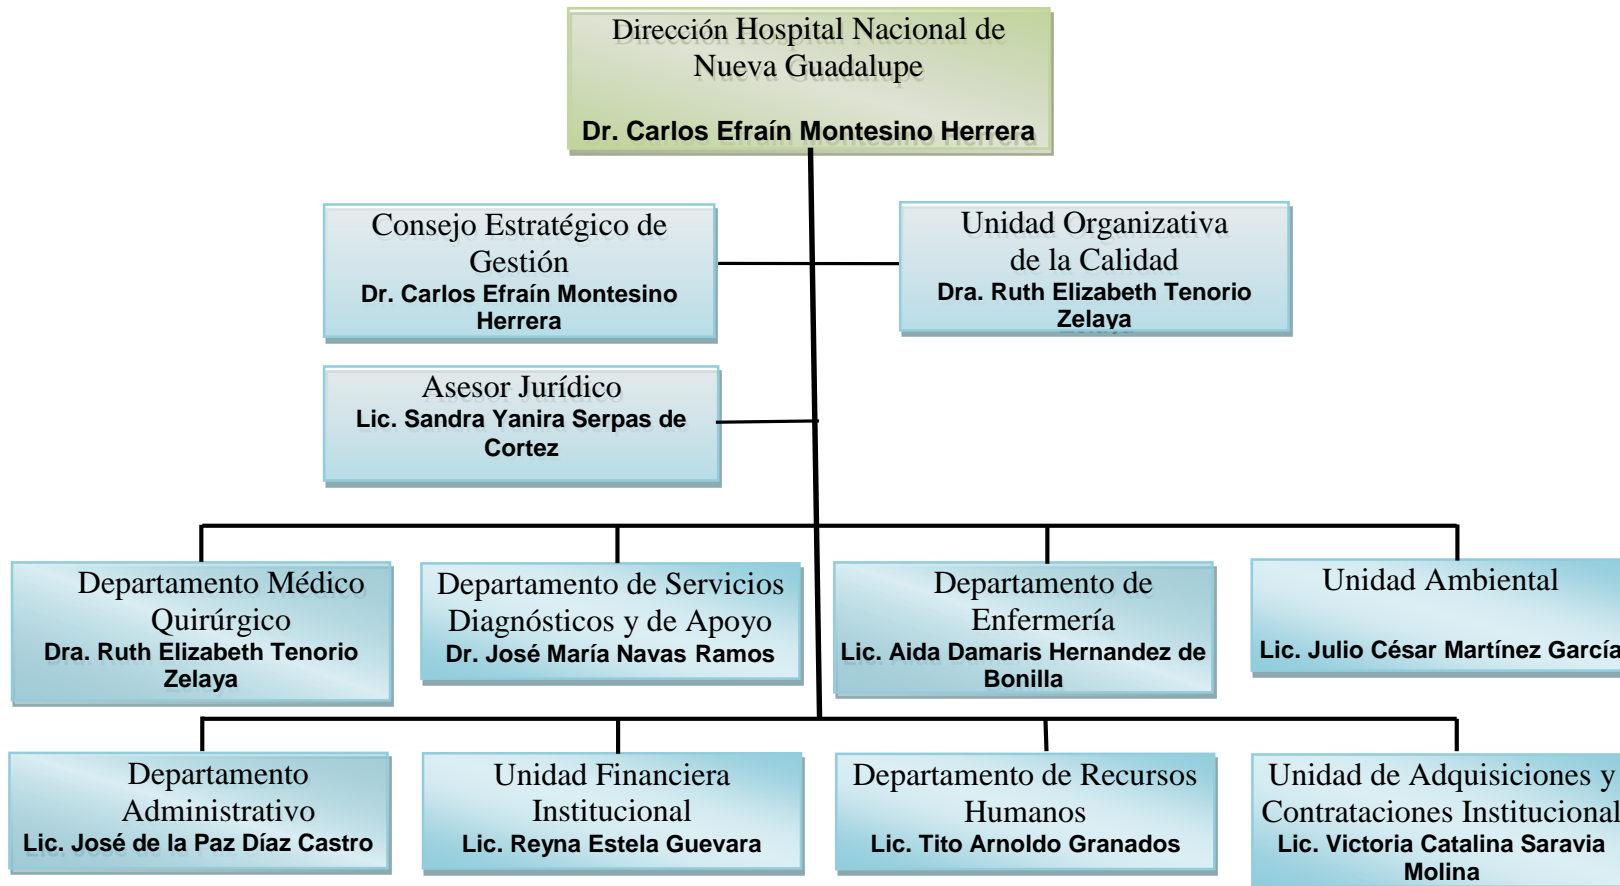 Dirección Hospital Nacional de
Nueva Guadalupe
Dr. Carlos Efraín Montesino Herrera
Consejo Estratégico de
Gestión
Dr. Carlos Efraín Montesino
Herrera
Unidad Organizativa
de la Calidad
Dra. Ruth Elizabeth Tenorio
Zelaya
Asesor Jurídico
Lic. Sandra Yanira Serpas de
Cortez
Departamento Médico
Quirúrgico
Dra. Ruth Elizabeth Tenorio
Zelaya
Departamento de Servicios
Diagnósticos y de Apoyo
Dr. José María Navas Ramos
Departamento de
Enfermería
Lic. Aida Damaris Hernandez de
Bonilla
Unidad Ambiental
Lic. Julio César Martínez García
Departamento
Administrativo
Lic. José de la Paz Díaz Castro
Unidad Financiera
Institucional
Lic. Reyna Estela Guevara
Departamento de Recursos
Humanos
Lic. Tito Arnoldo Granados
Unidad de Adquisiciones y
Contrataciones Institucional
Lic. Victoria Catalina Saravia
Molina